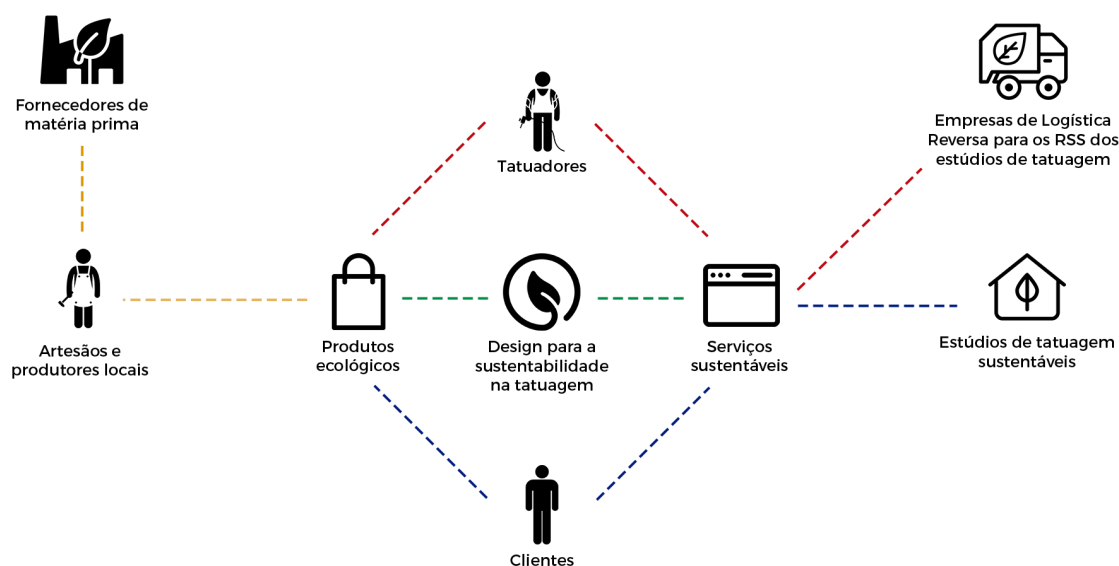 Fornecedores de
matéria prima
Tatuadores
Empresas de Logística
Reversa para os RSS dos
estúdios de tatuagem
Artesãos e
produtores locais
Produtos
ecológicos
Design para a
sustentabilidade
na tatuagem
Serviços
sustentáveis
Estúdios de tatuagem
sustentáveis
Clientes